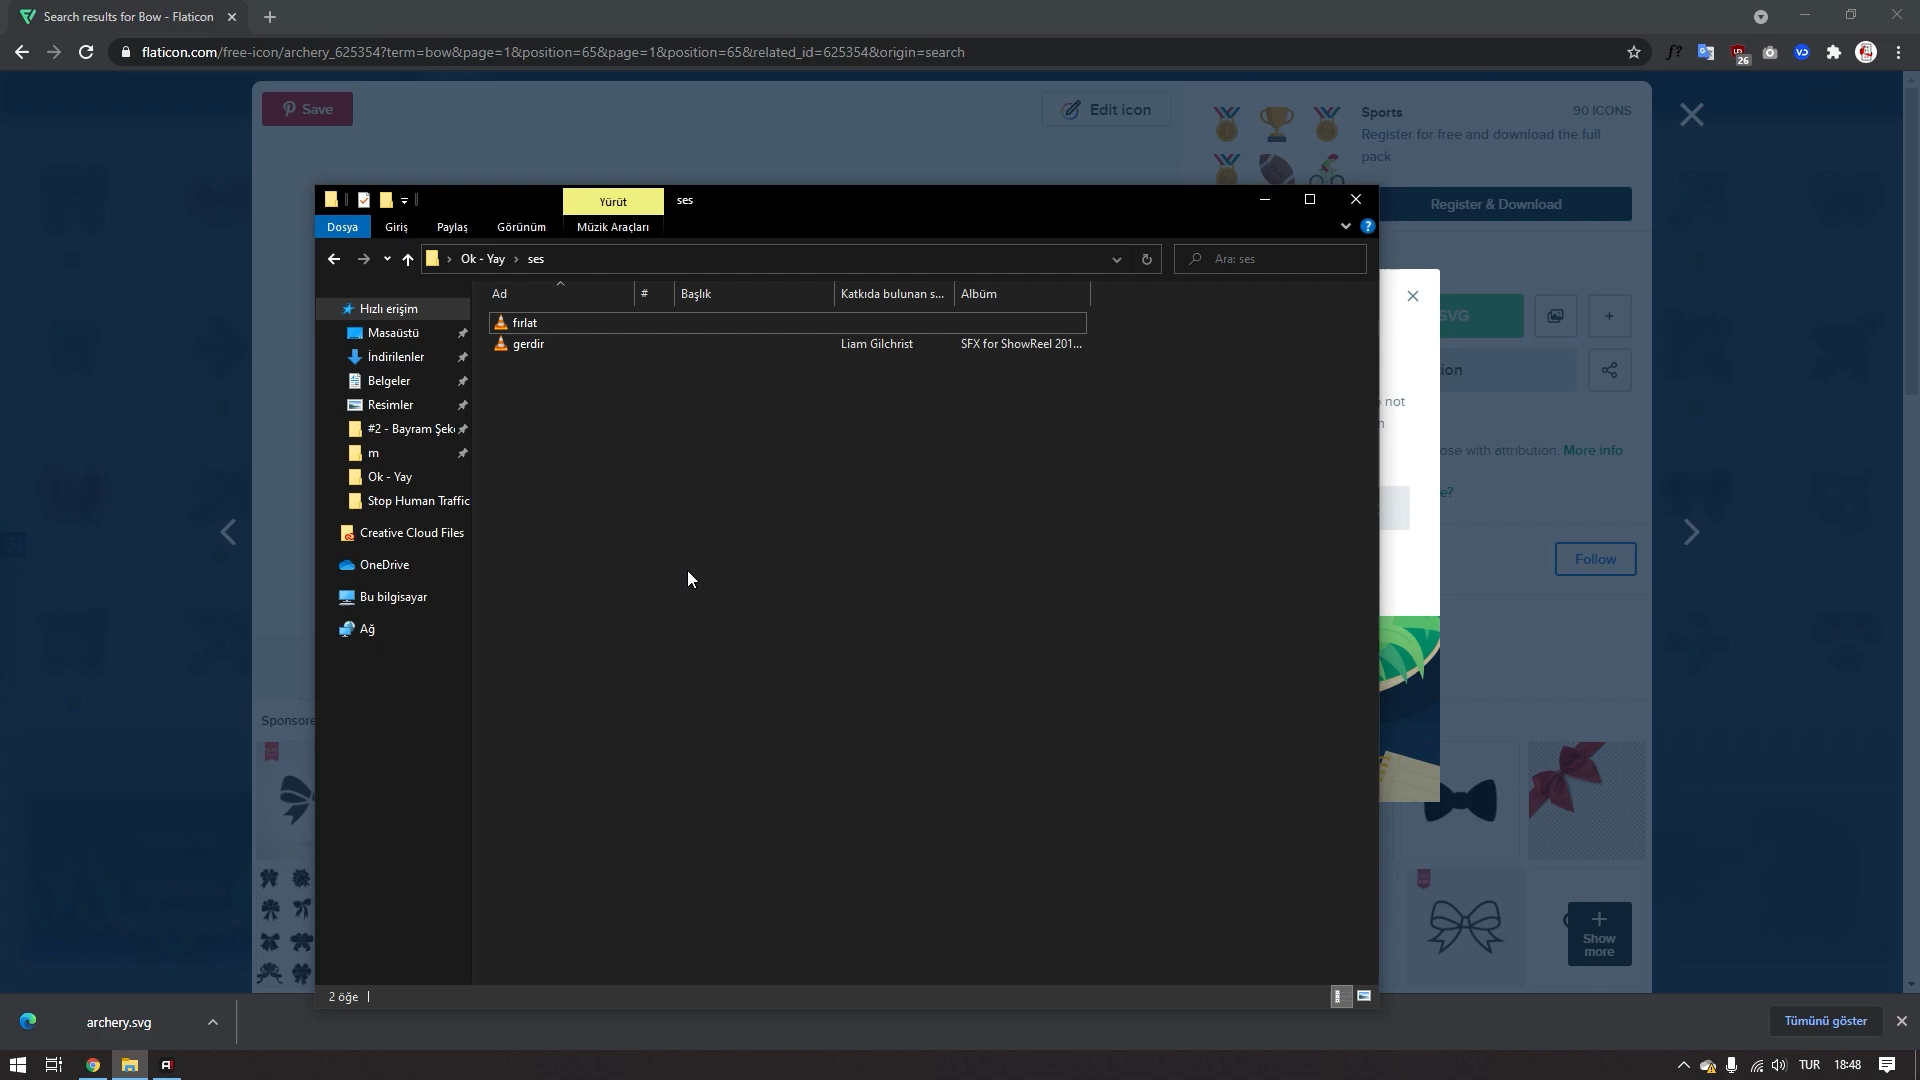 Search results for Bow - Flaticon
flaticon.com/free-icon/archery_625354?term=bow&page=1&position=65&page=1&position=65&related_id=625354&origin=search
26
Save
Edit icon
Sports
90 ICONS
Register for free and download the full
pack
Register & Download
Yürüt
ses
Dosya
Giriş
Paylaş
Görünüm
Müzik Araçları
Ok - Yay
ses
Ara: ses
Ad
#
Başlık
Katkıda bulunan s...
Albüm
fırlat
gerdir
Liam Gilchrist
SFX for ShowReel 201...
Hızlı erişim
Masaüstü
İndirilenler
Belgeler
Resimler
#2 - Bayram Şek
m
Ok - Yay
Stop Human Traffic
Creative Cloud Files
OneDrive
Bu bilgisayar
Ağ
2 öğe
SVG
ion
not
ose with attribution. More info
e?
Follow
Sponsore
Show
more
archery.svg
Tümünü göster
TUR
18:48